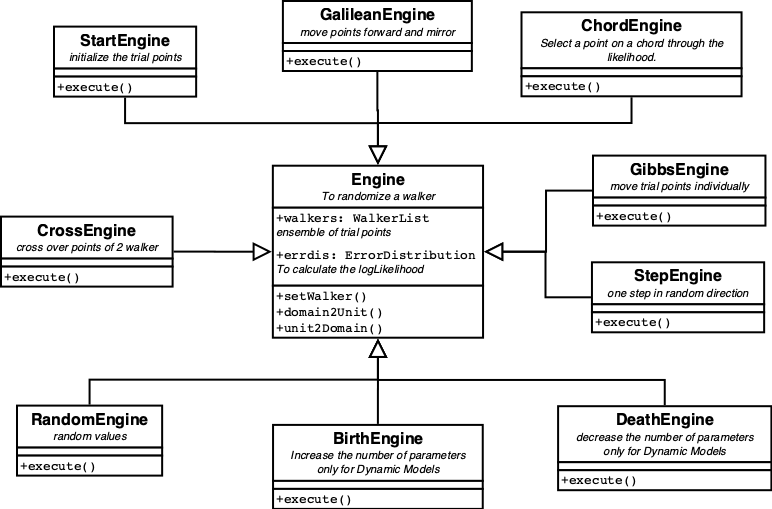 StartEngine
initialize the trial points
+execute()
GalileanEngine
move points forward and mirror
+execute()
ChordEngine
Select a point on a chord through the
likelihood.
+execute()
Engine
To randomize a walker
+walkers: WalkerList
ensemble of trial points
+errdis: ErrorDistribution
To calculate the logLikelihood
+setWalker()
+domain2Unit()
+unit2Domain()
GibbsEngine
move trial points individually
+execute()
CrossEngine
cross over points of 2 walker
+execute()
StepEngine
one step in random direction
+execute()
RandomEngine
random values
+execute()
BirthEngine
Increase the number of parameters
only for Dynamic Models
+execute()
DeathEngine
decrease the number of parameters
only for Dynamic Models
+execute()